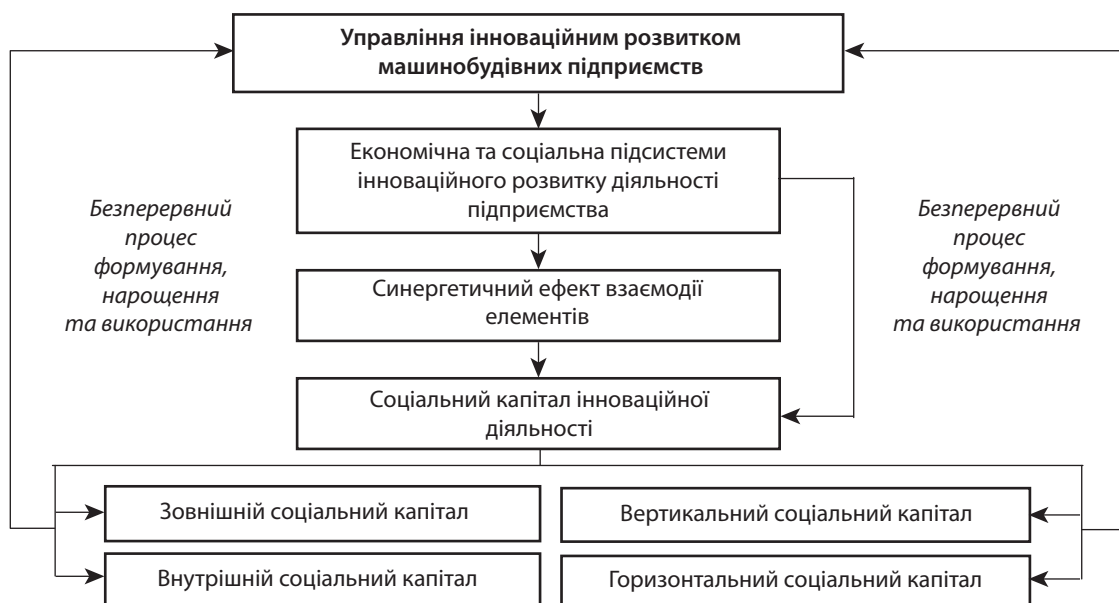 Управління інноваційним розвитком
машинобудівних підприємств
Економічна та соціальна підсистеми
інноваційного розвитку діяльності
підприємства
Безперервний
процес
формування,
нарощення
та використання
Безперервний
процес
формування,
нарощення
та використання
Синергетичний ефект взаємодії
елементів
Соціальний капітал інноваційної
діяльності
Зовнішній соціальний капітал
Вертикальний соціальний капітал
Внутрішній соціальний капітал
Горизонтальний соціальний капітал